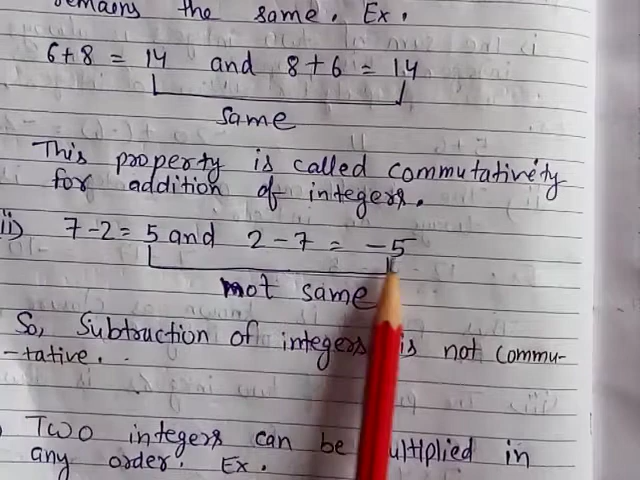 remains the same. Ex.
6+8 = 14 and 8+6 = 14
same
This property is called commutativity
for addition of integers.
ii) 7-2 = 5 and 2-7 = -5
not same
So, Subtraction of integers is not commu-
-tative.
Two integers can be multiplied in
any order. Ex.